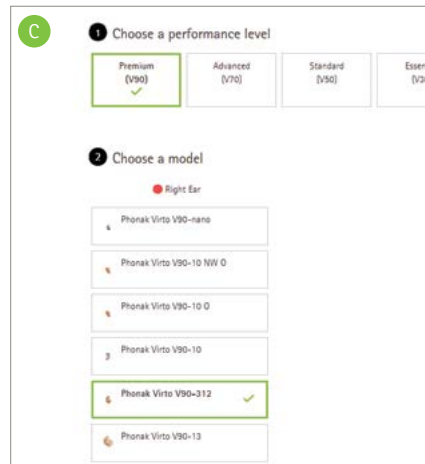 C
1 Choose a performance level
Premium Advanced Standard Essen
(V90) (V70) (V50) (V3
2 Choose a model
Right Ear
Phonak Virto V90-nano
Phonak Virto V90-10 NW O
Phonak Virto V90-10 O
Phonak Virto V90-10
Phonak Virto V90-312
Phonak Virto V90-13